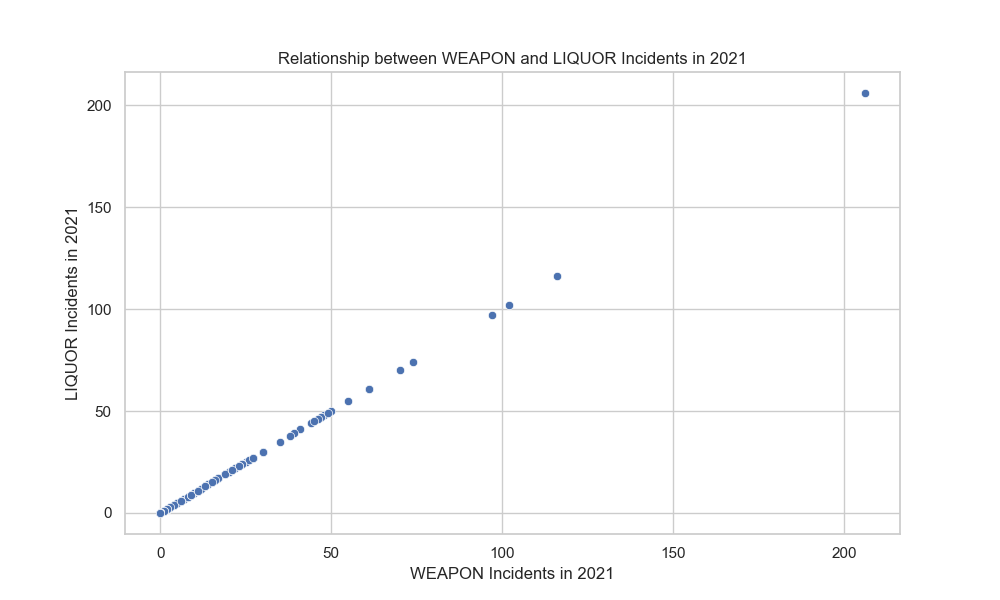 Relationship between WEAPON and LIQUOR Incidents in 2021
200
150
100
50
0
LIQUOR Incidents in 2021
0 50 100 150 200
WEAPON Incidents in 2021